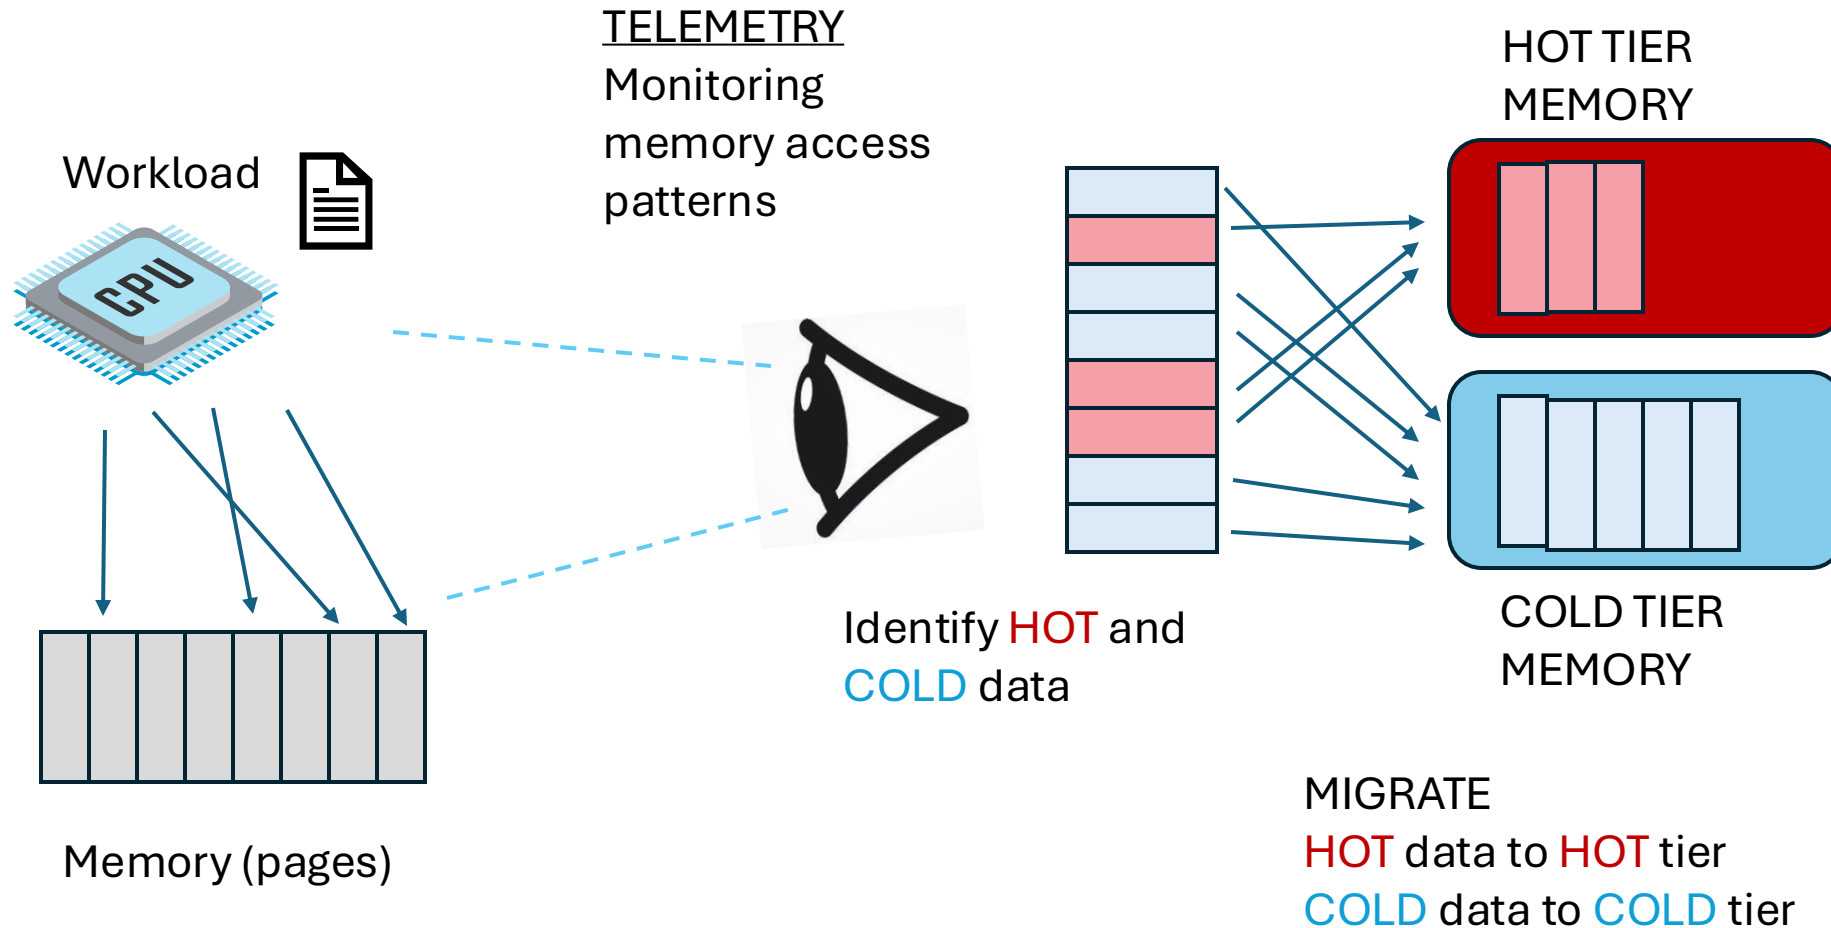 TELEMETRY
Monitoring
memory access
patterns
Workload
CPU
Memory (pages)
Identify HOT and
COLD data
HOT TIER
MEMORY
COLD TIER
MEMORY
MIGRATE
HOT data to HOT tier
COLD data to COLD tier